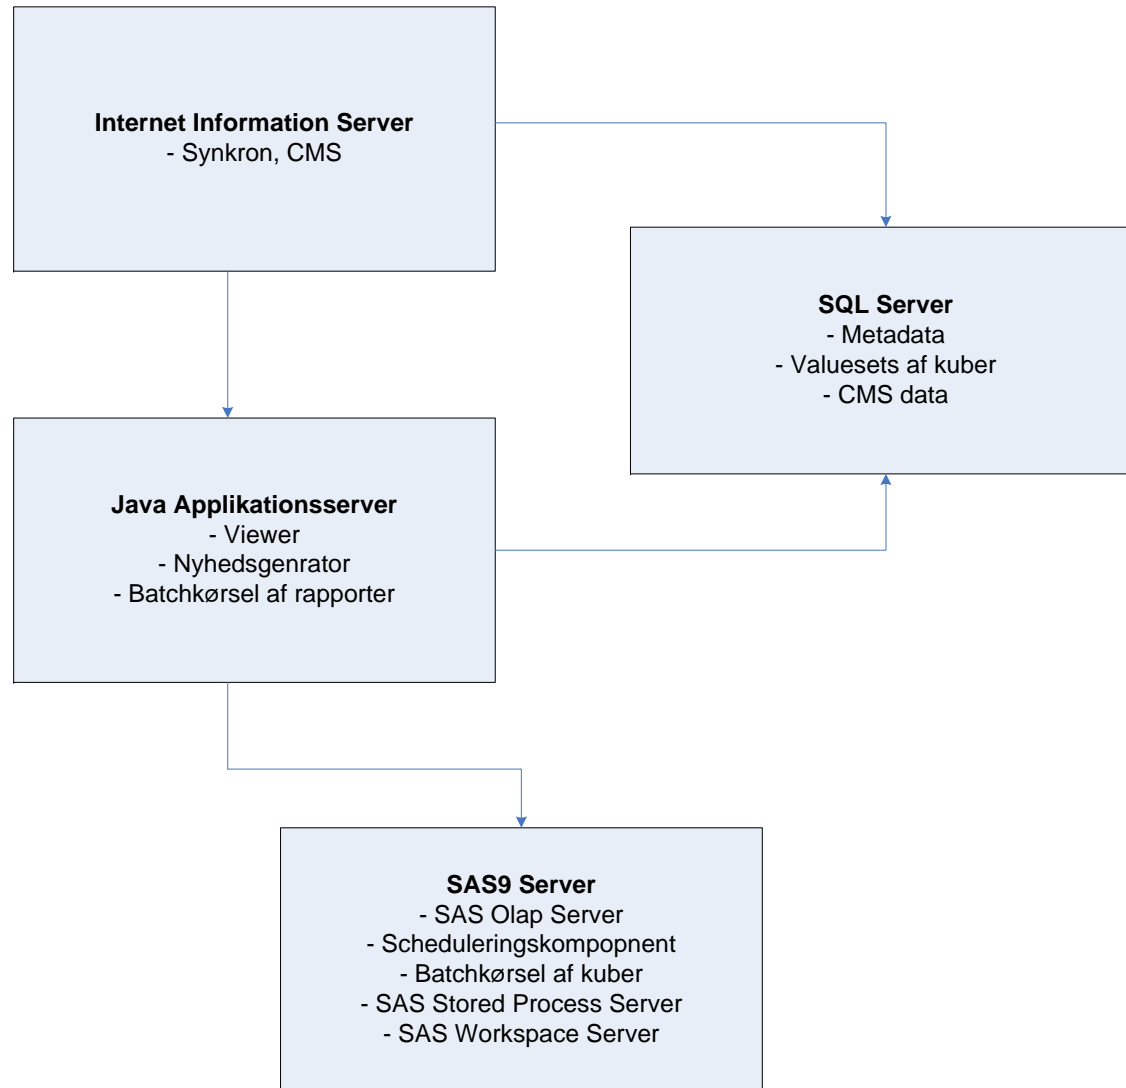 Internet Information Server
- Synkron, CMS
SQL Server
- Metadata
- Valuesets af kuber
- CMS data
Java Applikationsserver
- Viewer
- Nyhedsgenrator
- Batchkørsel af rapporter
SAS9 Server
- SAS Olap Server
- Scheduleringskompopnent
- Batchkørsel af kuber
- SAS Stored Process Server
- SAS Workspace Server